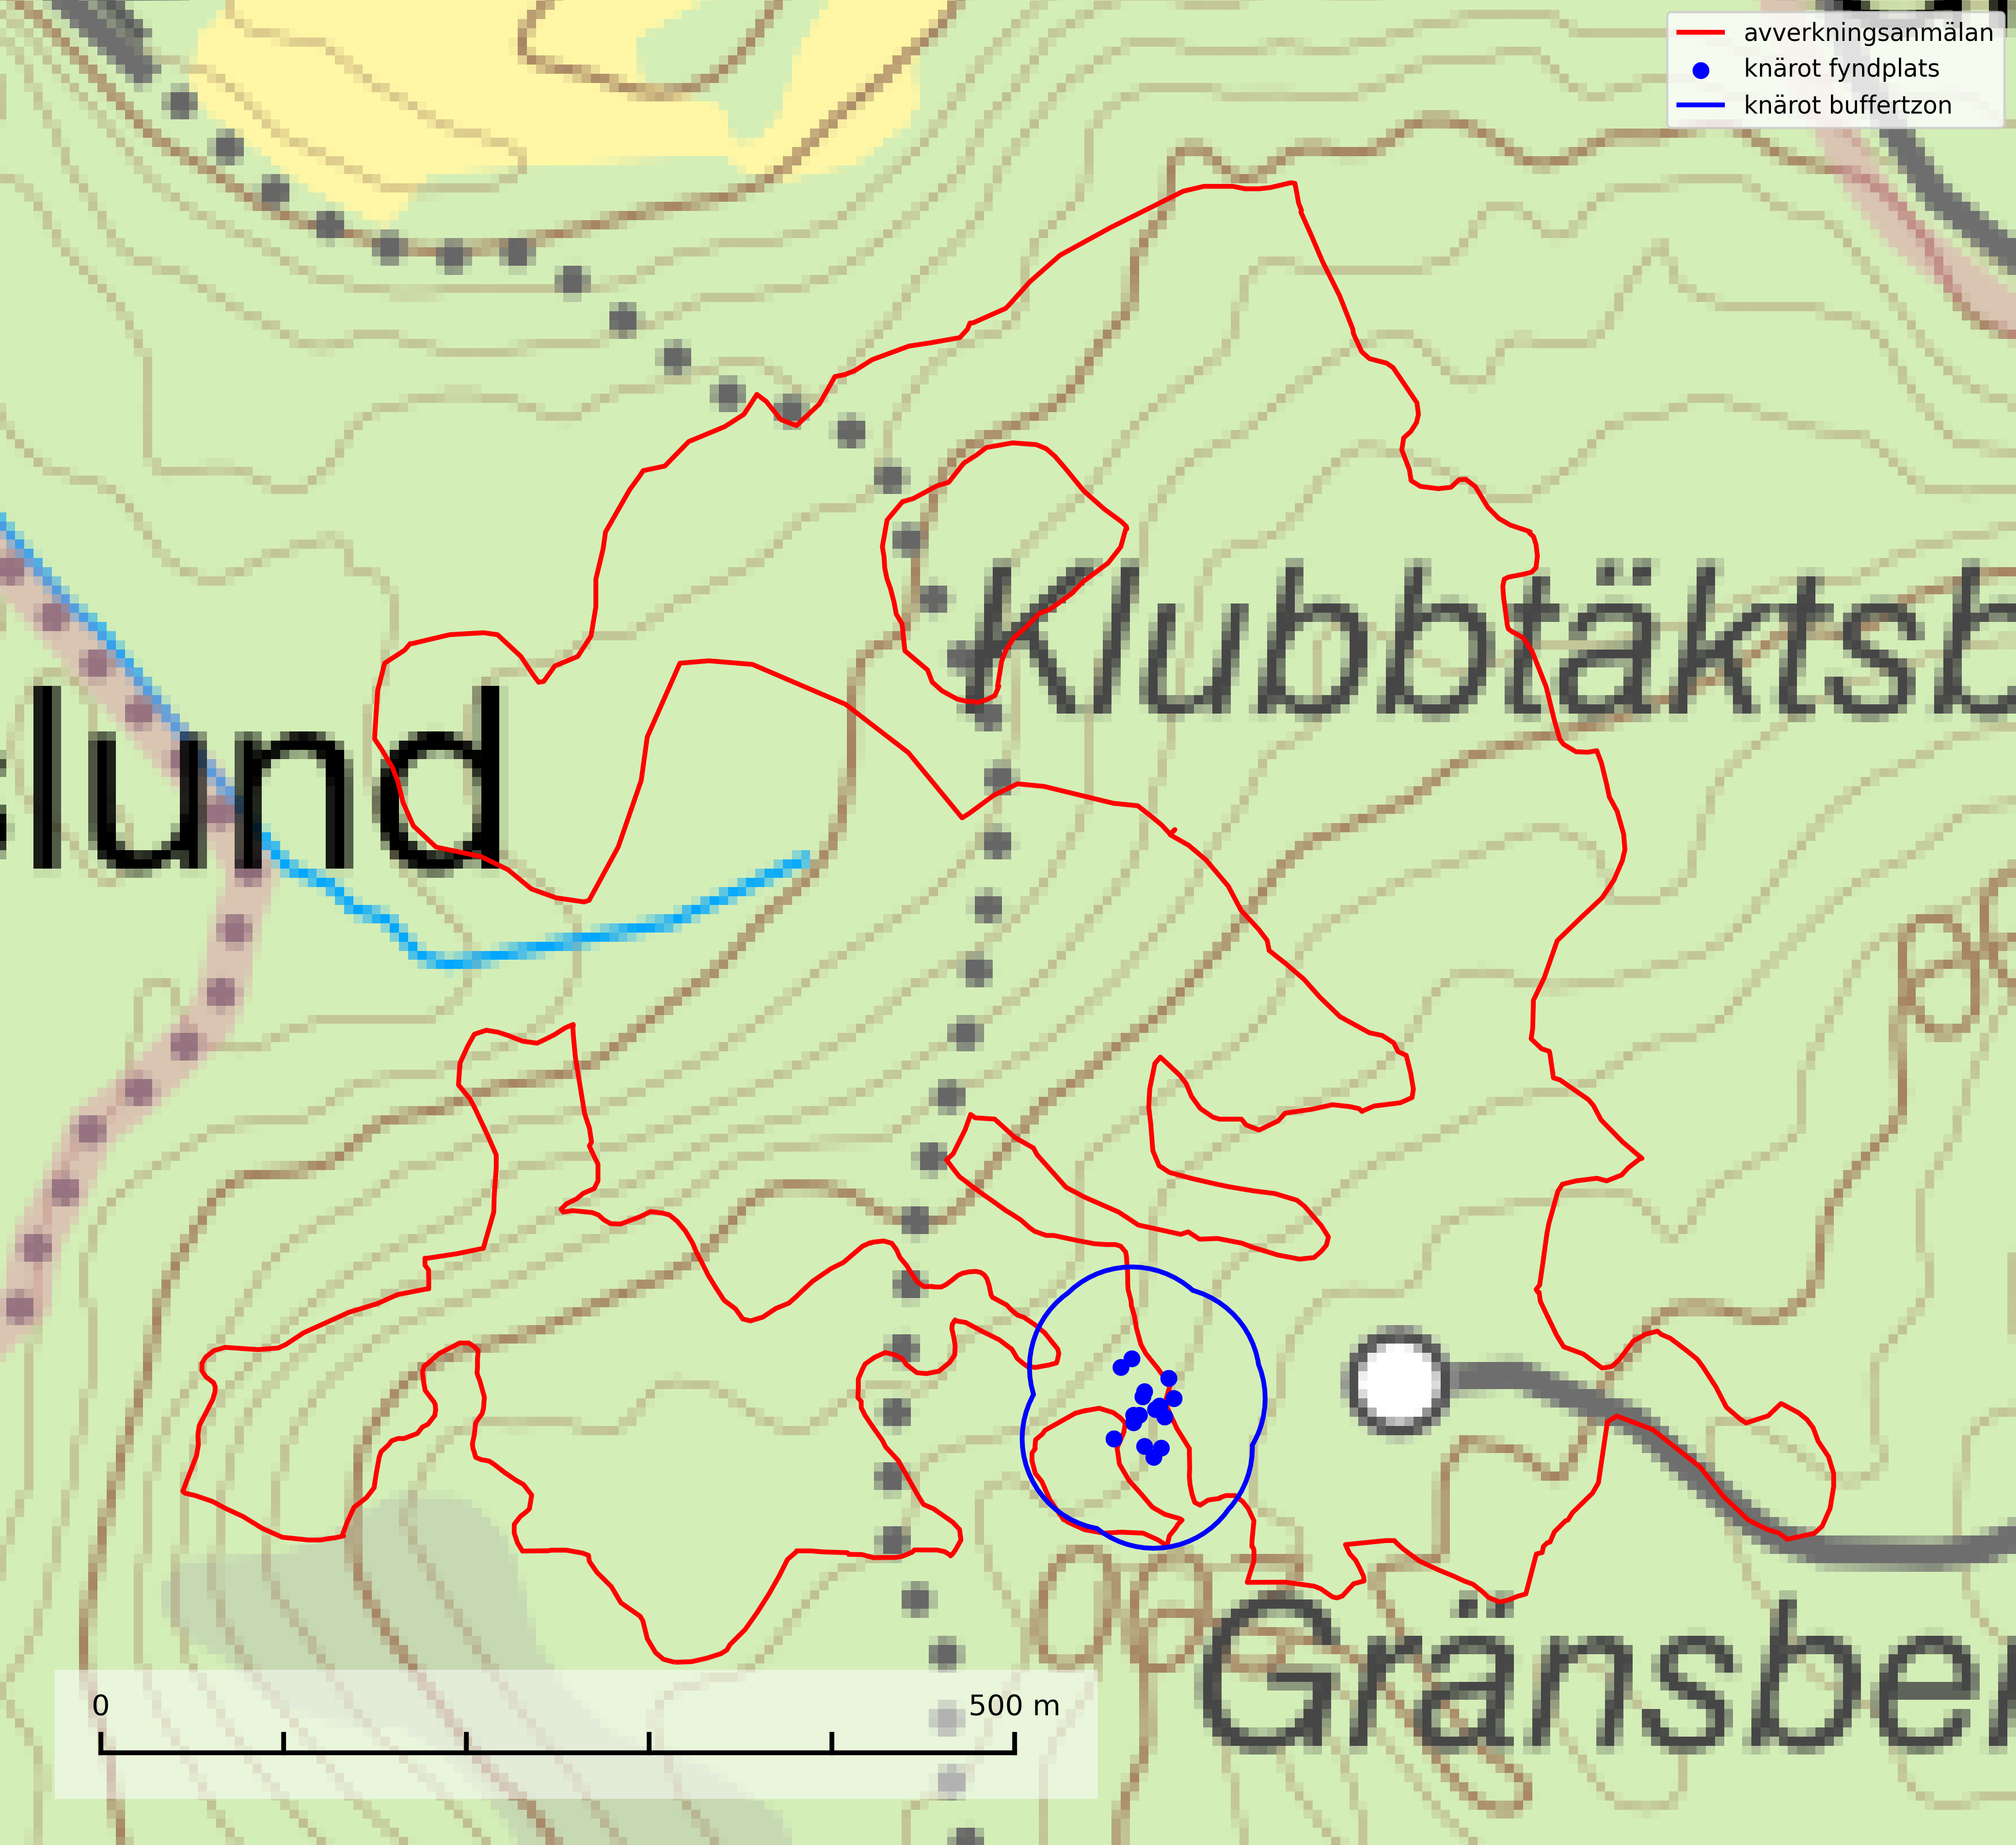 avverkningsanmälan
knärot fyndplats
knärot buffertzon
Klubbtäktsb
lund
Gränsber
0 500 m